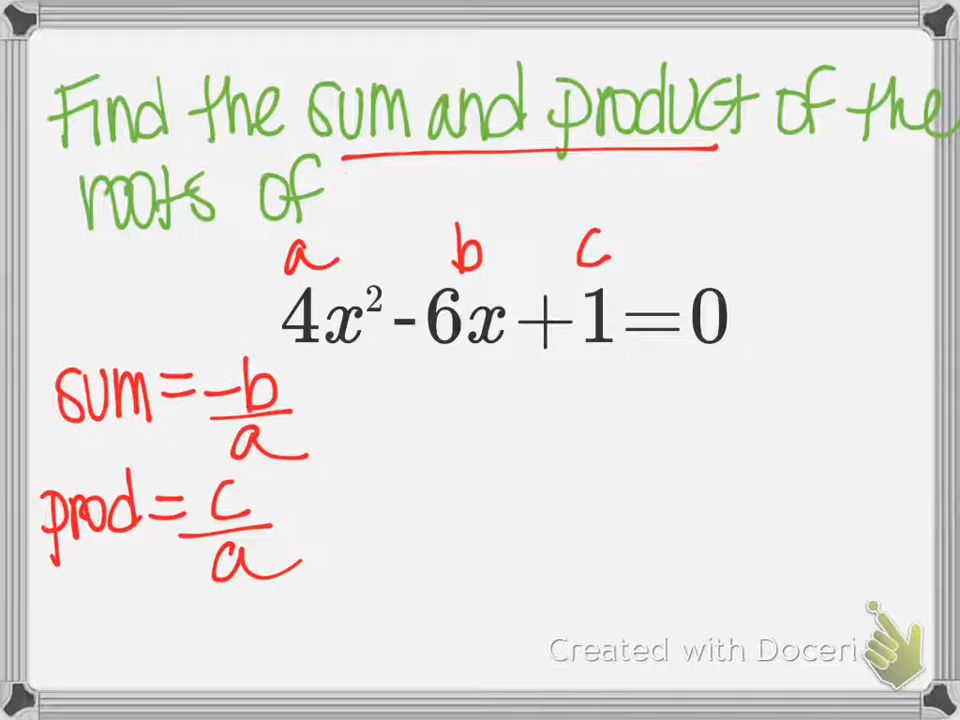 Find the sum and product of the
roots of
a b c
4x² - 6x + 1 = 0
sum = -b/a
prod = c/a
Created with Doceri